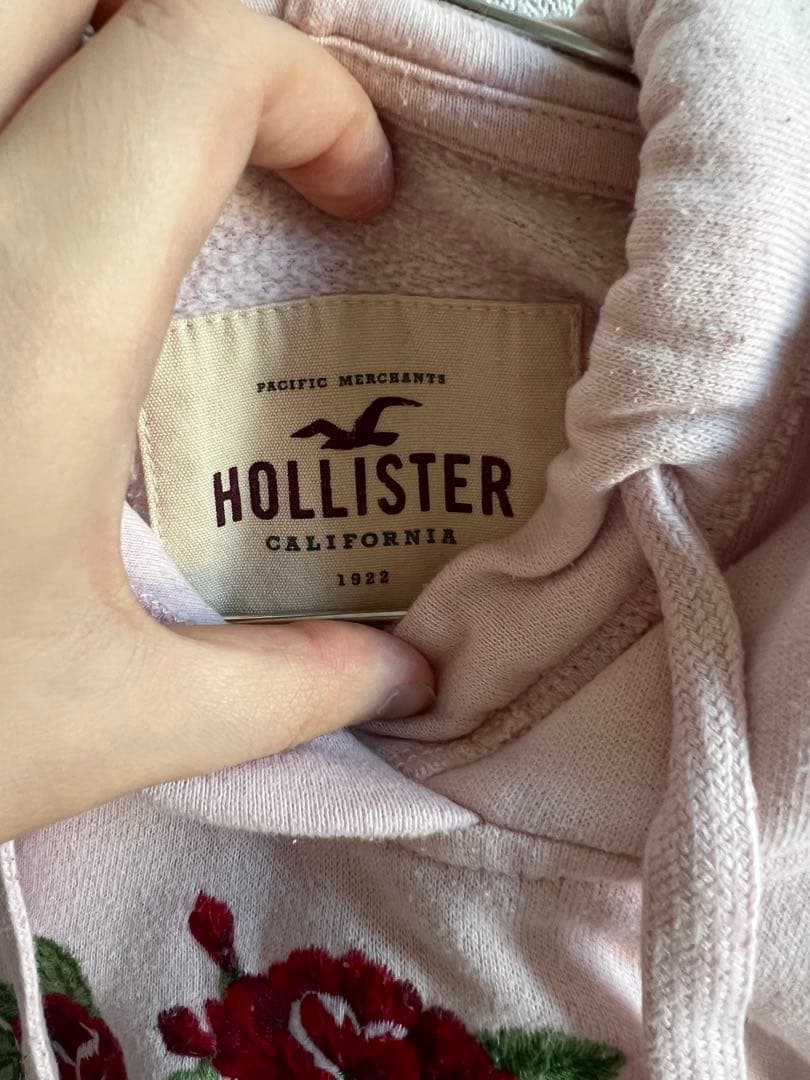 PACIFIC MERCHANTS
HOLLISTER
CALIFORNIA
1922